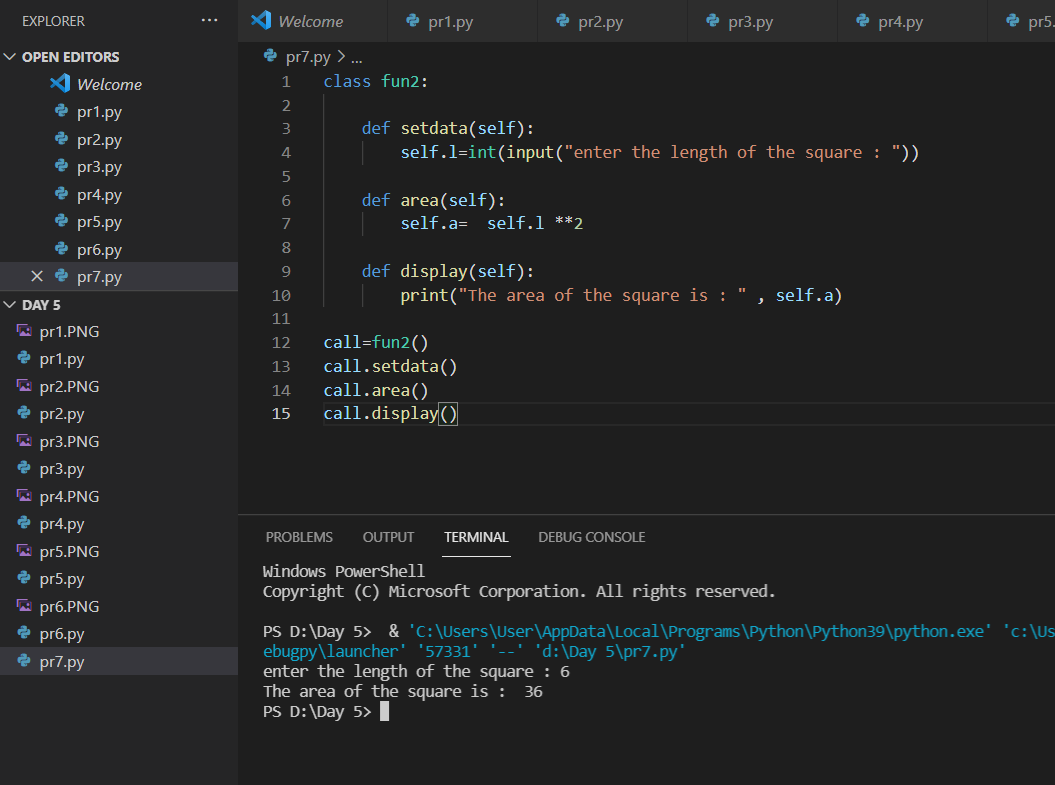 EXPLORER ...
OPEN EDITORS
Welcome
pr1.py
pr2.py
pr3.py
pr4.py
pr5.py
pr6.py
pr7.py
DAY 5
pr1.PNG
pr1.py
pr2.PNG
pr2.py
pr3.PNG
pr3.py
pr4.PNG
pr4.py
pr5.PNG
pr5.py
pr6.PNG
pr6.py
pr7.py
Welcome pr1.py pr2.py pr3.py pr4.py pr5.
pr7.py > ...
1 class fun2:
2
3 def setdata(self):
4 self.l=int(input("enter the length of the square : "))
5
6 def area(self):
7 self.a=  self.l **2
8
9 def display(self):
10 print("The area of the square is : " , self.a)
11
12 call=fun2()
13 call.setdata()
14 call.area()
15 call.display()
PROBLEMS OUTPUT TERMINAL DEBUG CONSOLE
Windows PowerShell
Copyright (C) Microsoft Corporation. All rights reserved.
PS D:\Day 5>  & 'C:\Users\User\AppData\Local\Programs\Python\Python39\python.exe' 'c:\Us
ebugpy\launcher' '57331' '--' 'd:\Day 5\pr7.py'
enter the length of the square : 6
The area of the square is :  36
PS D:\Day 5>